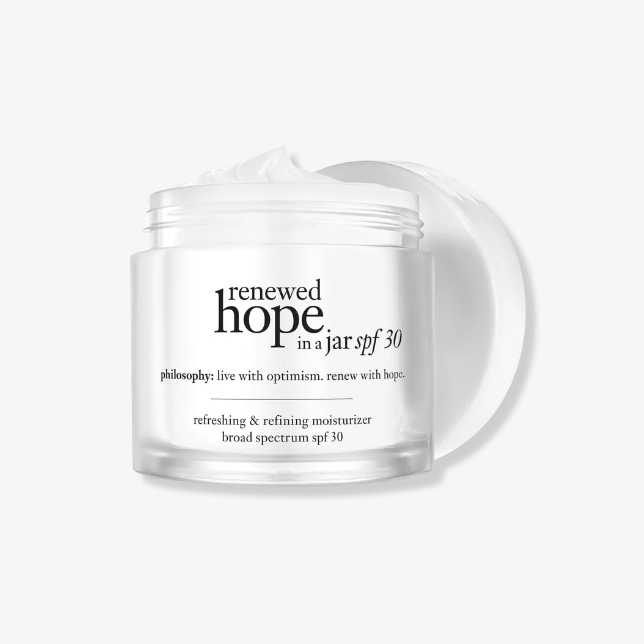 renewed
hope
in a jar spf 30
philosophy: live with optimism. renew with hope.
refreshing & refining moisturizer
broad spectrum spf 30